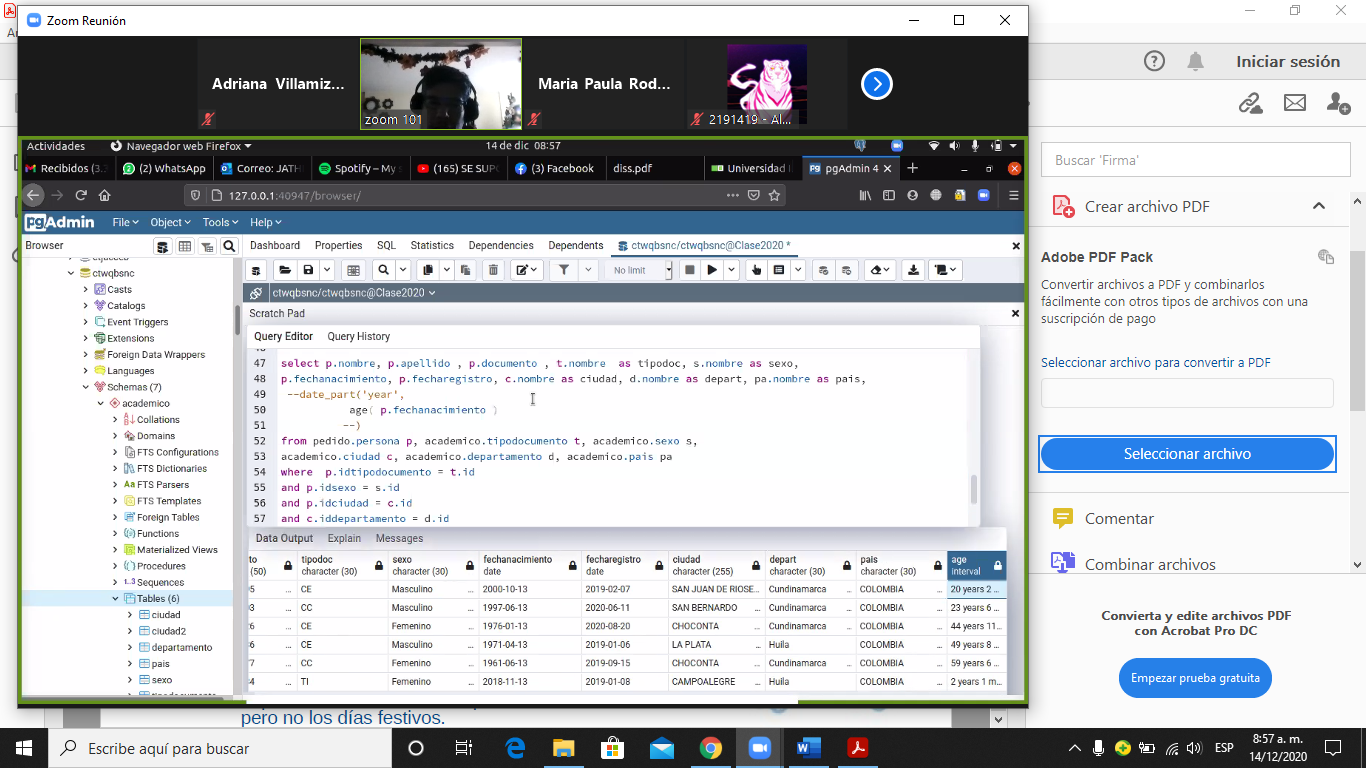 Zoom Reunión
Adriana Villamiz...
zoom 101
Maria Paula Rod...
2191419 - Al...
Iniciar sesión
Actividades
Navegador web Firefox
14 de dic 08:57
Recibidos (3.
(2) WhatsApp
Correo: JATH
Spotify – My s
(165) SE SUPO
(3) Facebook
diss.pdf
Universidad I
pgAdmin 4
127.0.0.1:40947/browser/
pgAdmin
File
Object
Tools
Help
Browser
Dashboard
Properties
SQL
Statistics
Dependencies
Dependents
ctwqbsnc/ctwqbsnc@Clase2020 *
No limit
ctwqbsnc/ctwqbsnc@Clase2020
Scratch Pad
ctwqbsnc
Casts
Catalogs
Event Triggers
Extensions
Foreign Data Wrappers
Languages
Schemas (7)
academico
Collations
Domains
FTS Configurations
FTS Dictionaries
FTS Parsers
FTS Templates
Foreign Tables
Functions
Materialized Views
Procedures
1..3 Sequences
Tables (6)
ciudad
ciudad2
departamento
pais
sexo
Query Editor
Query History
47 select p.nombre, p.apellido , p.documento , t.nombre  as tipodoc, s.nombre as sexo,
48 p.fechanacimiento, p.fecharegistro, c.nombre as ciudad, d.nombre as depart, pa.nombre as pais,
49  --date_part('year',
50           age( p.fechanacimiento )
51          --)
52 from pedido.persona p, academico.tipodocumento t, academico.sexo s,
53 academico.ciudad c, academico.departamento d, academico.pais pa
54 where  p.idtipodocumento = t.id
55 and p.idsexo = s.id
56 and p.idciudad = c.id
57 and c.iddepartamento = d.id
Data Output
Explain
Messages
to tipodoc sexo fechanacimiento fecharegistro ciudad depart pais age
(50) character (30) character (30) date date character (255) character (30) character (30) interval
5 ... CE ... Masculino ... 2000-10-13 2019-02-07 SAN JUAN DE RIOSE... Cundinamarca ... COLOMBIA ... 20 years 2 ...
3 ... CC ... Masculino ... 1997-06-13 2020-06-11 SAN BERNARDO ... Cundinamarca ... COLOMBIA ... 23 years 6 ...
6 ... CE ... Femenino ... 1976-01-13 2020-08-20 CHOCONTA ... Cundinamarca ... COLOMBIA ... 44 years 11...
6 ... CE ... Masculino ... 1971-04-13 2019-01-06 LA PLATA ... Huila ... COLOMBIA ... 49 years 8 ...
7 ... CC ... Femenino ... 1961-06-13 2019-09-15 CHOCONTA ... Cundinamarca ... COLOMBIA ... 59 years 6 ...
4 ... TI ... Femenino ... 2018-11-13 2019-01-08 CAMPOALEGRE ... Huila ... COLOMBIA ... 2 years 1 m...
pero no los días festivos.
Buscar 'Firma'
Crear archivo PDF
Adobe PDF Pack
Convertir archivos a PDF y combinarlos
fácilmente con otros tipos de archivos con una
suscripción de pago
Seleccionar archivo para convertir a PDF
Seleccionar archivo
Comentar
Combinar archivos
Convierta y edite archivos PDF
con Acrobat Pro DC
Empezar prueba gratuita
Escribe aquí para buscar
ESP
8:57 a. m.
14/12/2020